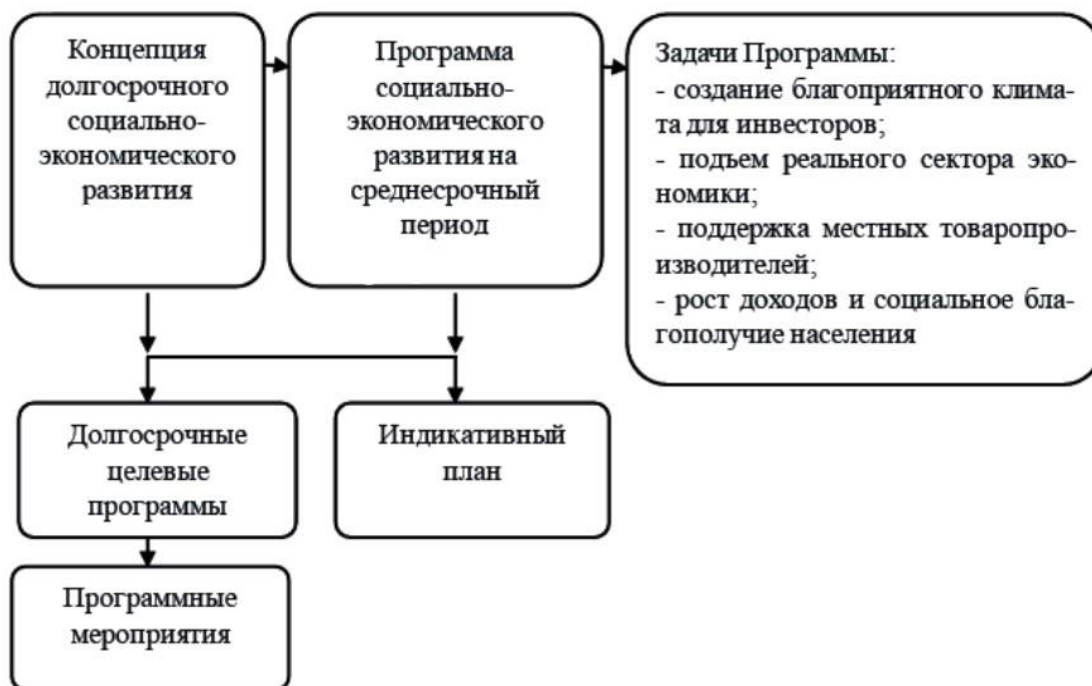 Концепция
долгосрочного
социально-
экономического
развития
Программа
социально-
экономического
развития на
среднесрочный
период
Задачи Программы:
- создание благоприятного клима-
та для инвесторов;
- подъем реального сектора эко-
номики;
- поддержка местных товаропро-
изводителей;
- рост доходов и социальное бла-
гополучие населения
Долгосрочные
целевые
программы
Индикативный
план
Программные
мероприятия